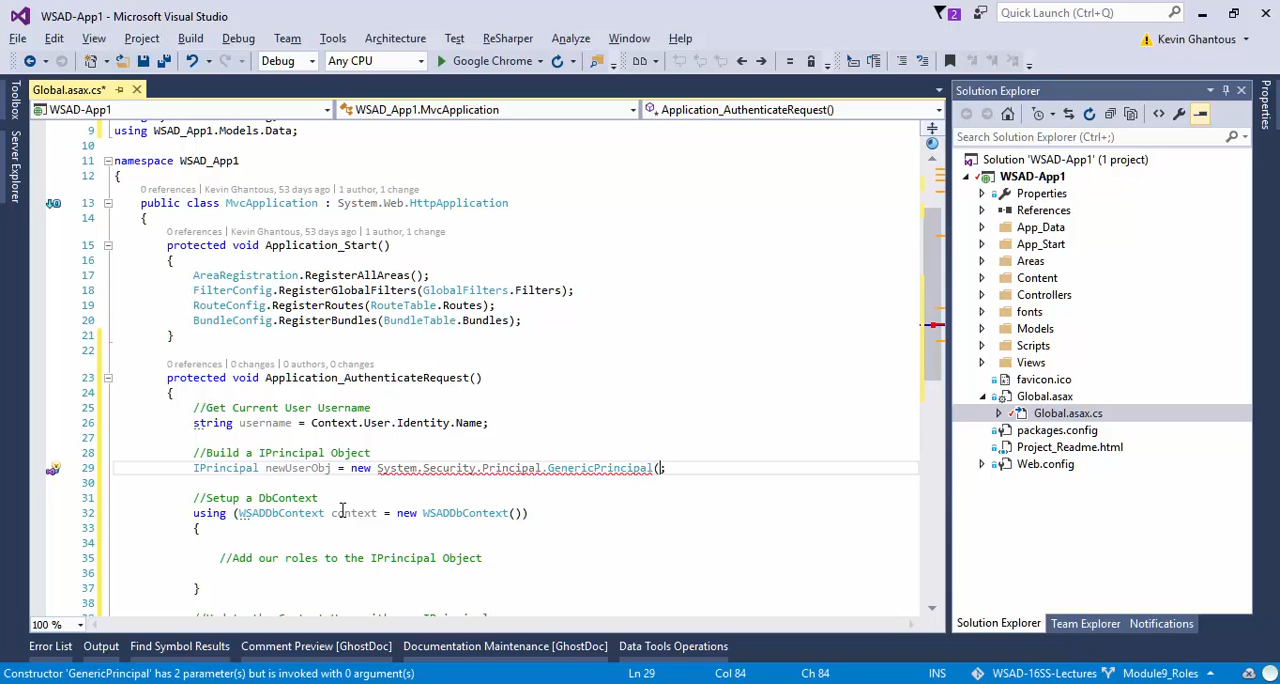 WSAD-App1 - Microsoft Visual Studio
2
Quick Launch (Ctrl+Q)
File Edit View Project Build Debug Team Tools Architecture Test ReSharper Analyze Window Help
Kevin Ghantous
Debug Any CPU Google Chrome
Global.asax.cs*
WSAD-App1 WSAD_App1.MvcApplication Application_AuthenticateRequest()
Toolbox
Server Explorer
9 using WSAD_App1.Models.Data;
10
11 namespace WSAD_App1
12 {
0 references | Kevin Ghantous, 53 days ago | 1 author, 1 change
13 public class MvcApplication : System.Web.HttpApplication
14 {
0 references | Kevin Ghantous, 53 days ago | 1 author, 1 change
15 protected void Application_Start()
16 {
17 AreaRegistration.RegisterAllAreas();
18 FilterConfig.RegisterGlobalFilters(GlobalFilters.Filters);
19 RouteConfig.RegisterRoutes(RouteTable.Routes);
20 BundleConfig.RegisterBundles(BundleTable.Bundles);
21 }
22
0 references | 0 changes | 0 authors, 0 changes
23 protected void Application_AuthenticateRequest()
24 {
25 //Get Current User Username
26 string username = Context.User.Identity.Name;
27
28 //Build a IPrincipal Object
29 IPrincipal newUserObj = new System.Security.Principal.GenericPrincipal(;
30
31 //Setup a DbContext
32 using (WSADDbContext context = new WSADDbContext())
33 {
34
35 //Add our roles to the IPrincipal Object
36
37 }
38
100 %
Solution Explorer
Search Solution Explorer (Ctrl+;)
Solution 'WSAD-App1' (1 project)
WSAD-App1
Properties
References
App_Data
App_Start
Areas
Content
Controllers
fonts
Models
Scripts
Views
favicon.ico
Global.asax
Global.asax.cs
packages.config
Project_Readme.html
Web.config
Solution Explorer Team Explorer Notifications
Properties
Error List Output Find Symbol Results Comment Preview [GhostDoc] Documentation Maintenance [GhostDoc] Data Tools Operations
Constructor 'GenericPrincipal' has 2 parameter(s) but is invoked with 0 argument(s) Ln 29 Col 84 Ch 84 INS WSAD-16SS-Lectures Module9_Roles